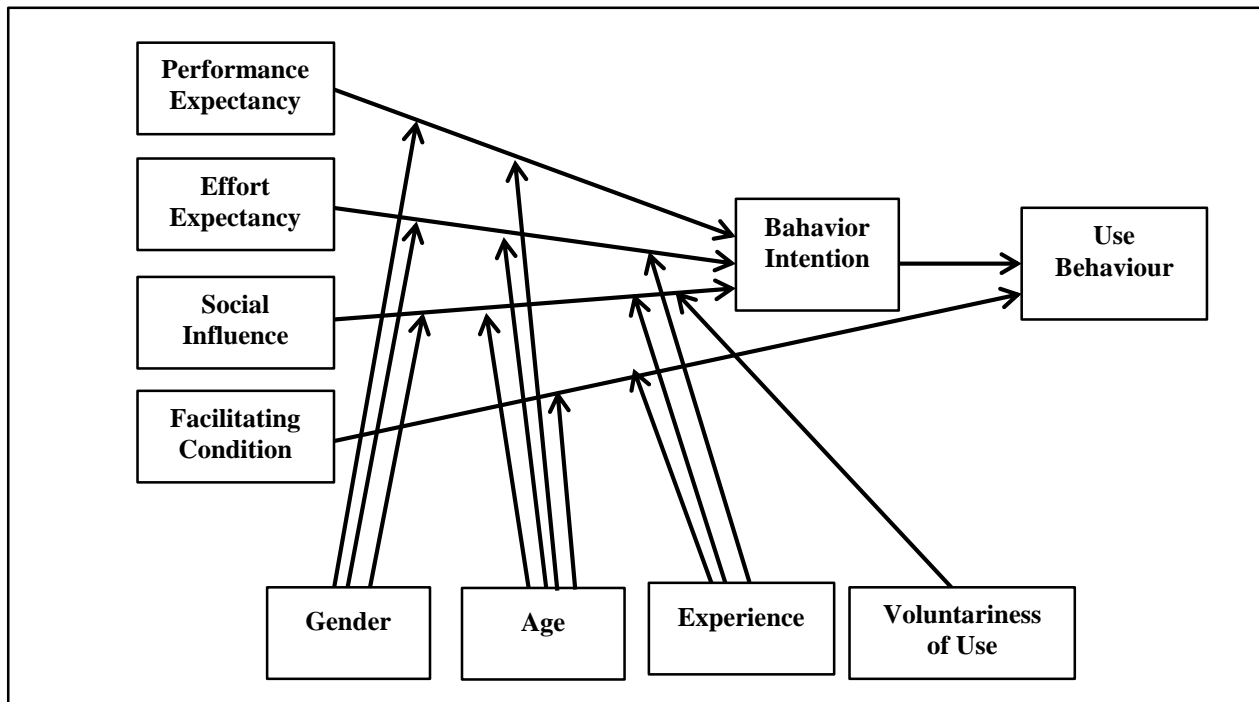 Performance
Expectancy
Effort
Expectancy
Social
Influence
Facilitating
Condition
Bahavior
Intention
Use
Behaviour
Gender
Age
Experience
Voluntariness
of Use